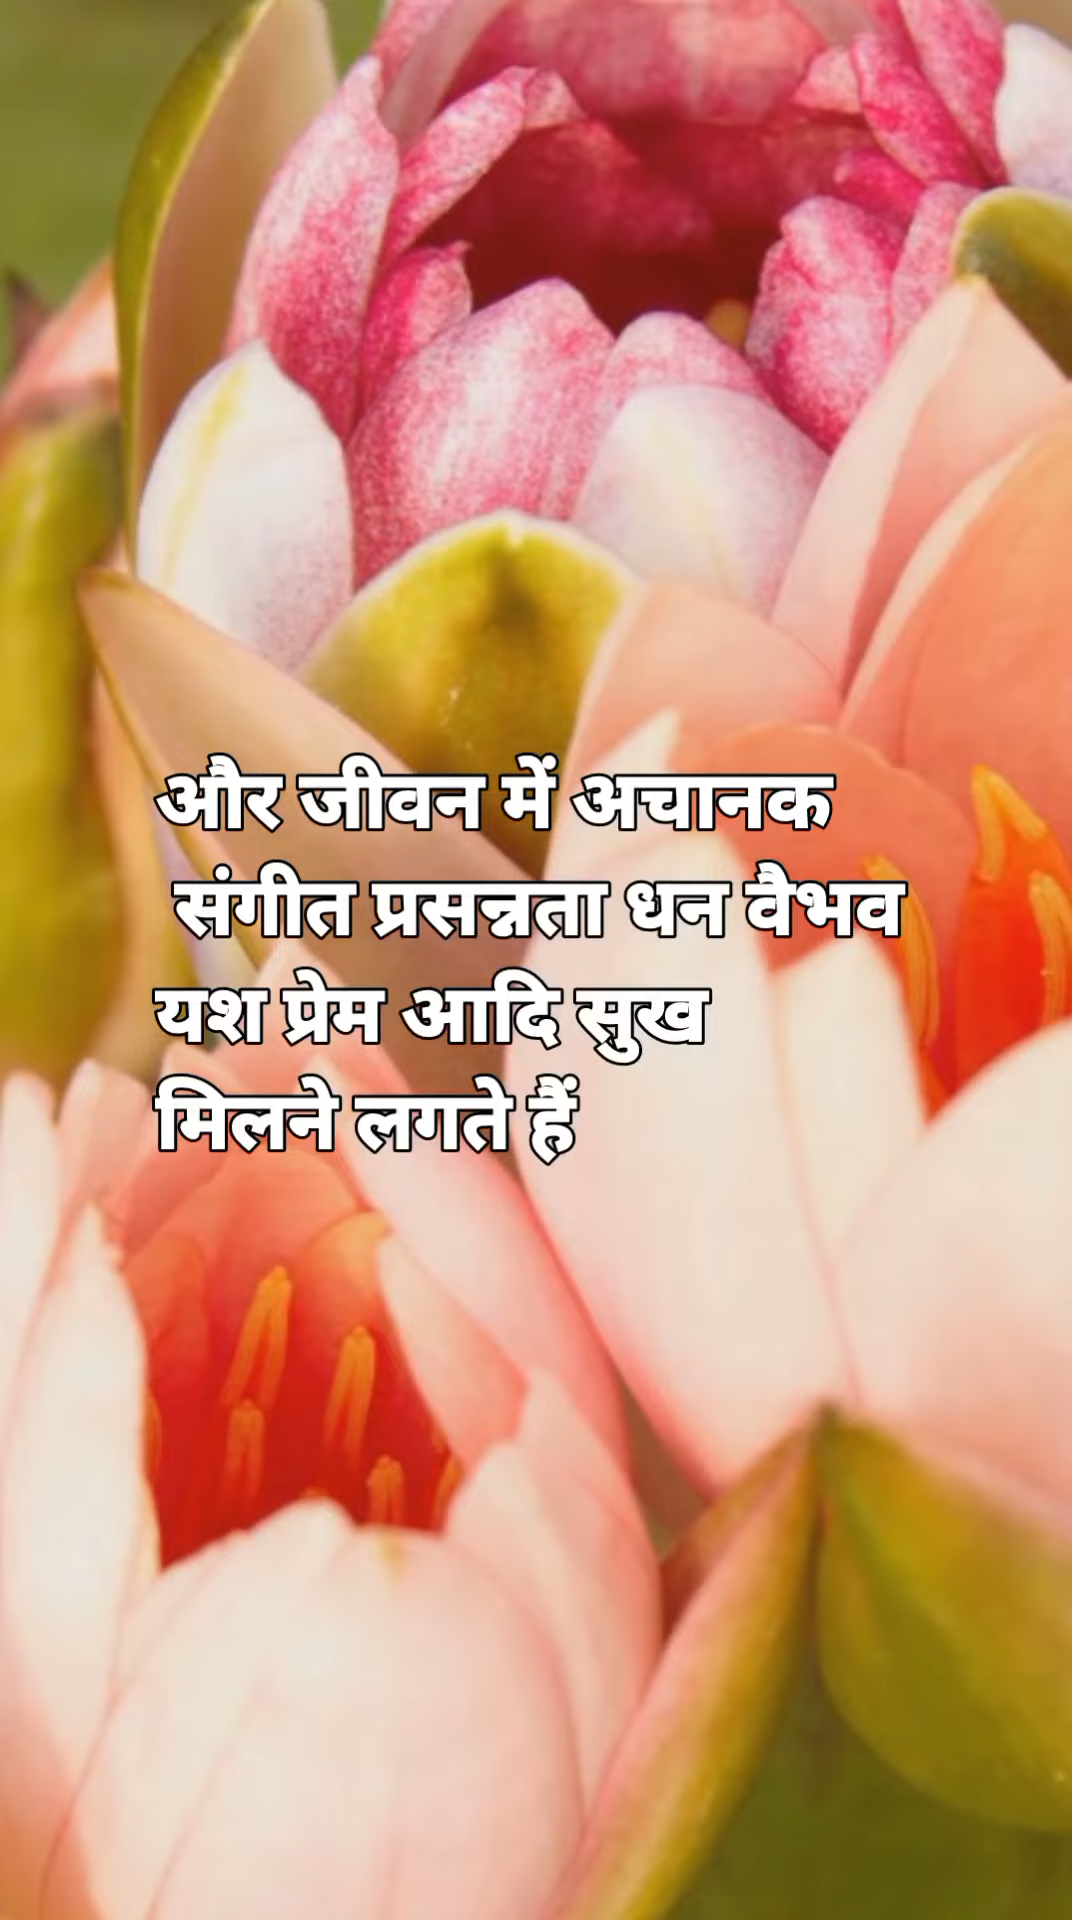 और जीवन में अचानक
संगीत प्रसन्नता धन वैभव
यश प्रेम आदि सुख
मिलने लगते हैं